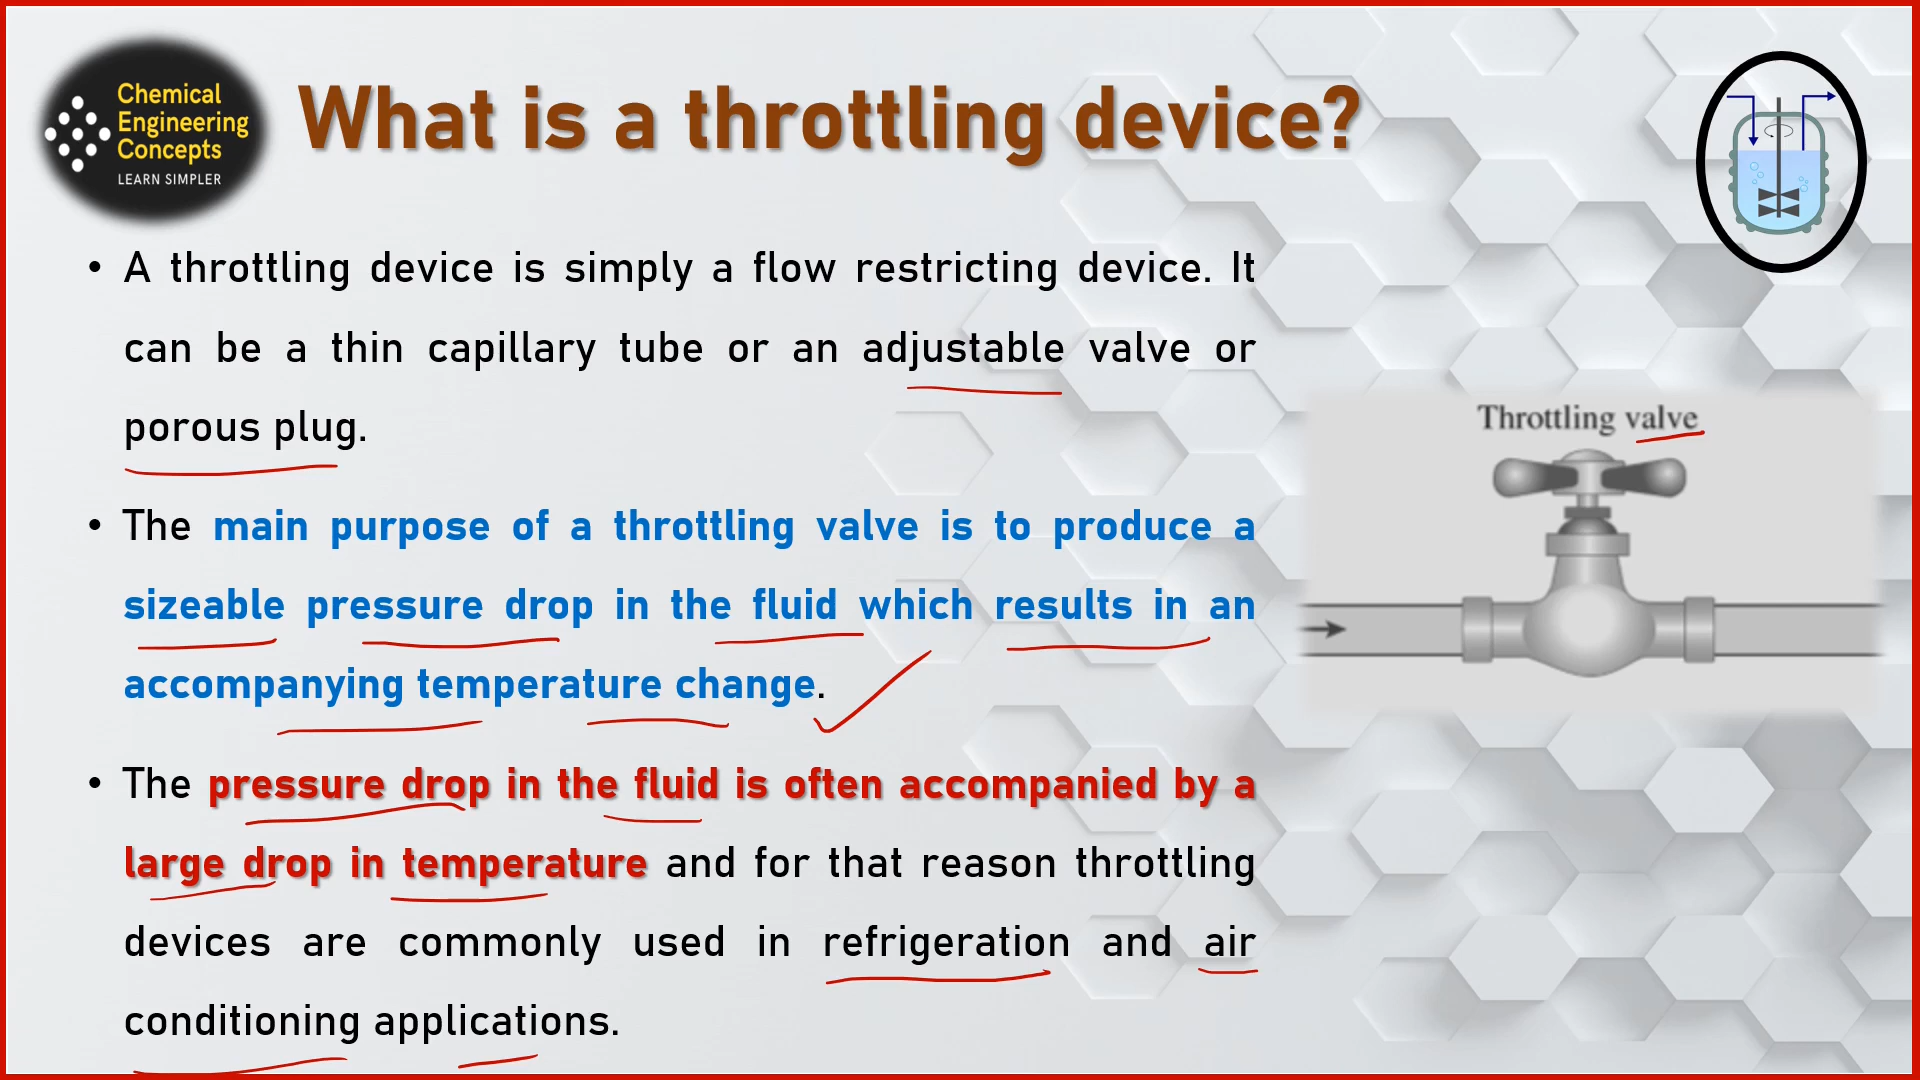 Chemical
Engineering
Concepts
LEARN SIMPLER
What is a throttling device?
• A throttling device is simply a flow restricting device. It
can be a thin capillary tube or an adjustable valve or
porous plug.
Throttling valve
• The main purpose of a throttling valve is to produce a
sizeable pressure drop in the fluid which results in an
accompanying temperature change.
• The pressure drop in the fluid is often accompanied by a
large drop in temperature and for that reason throttling
devices are commonly used in refrigeration and air
conditioning applications.